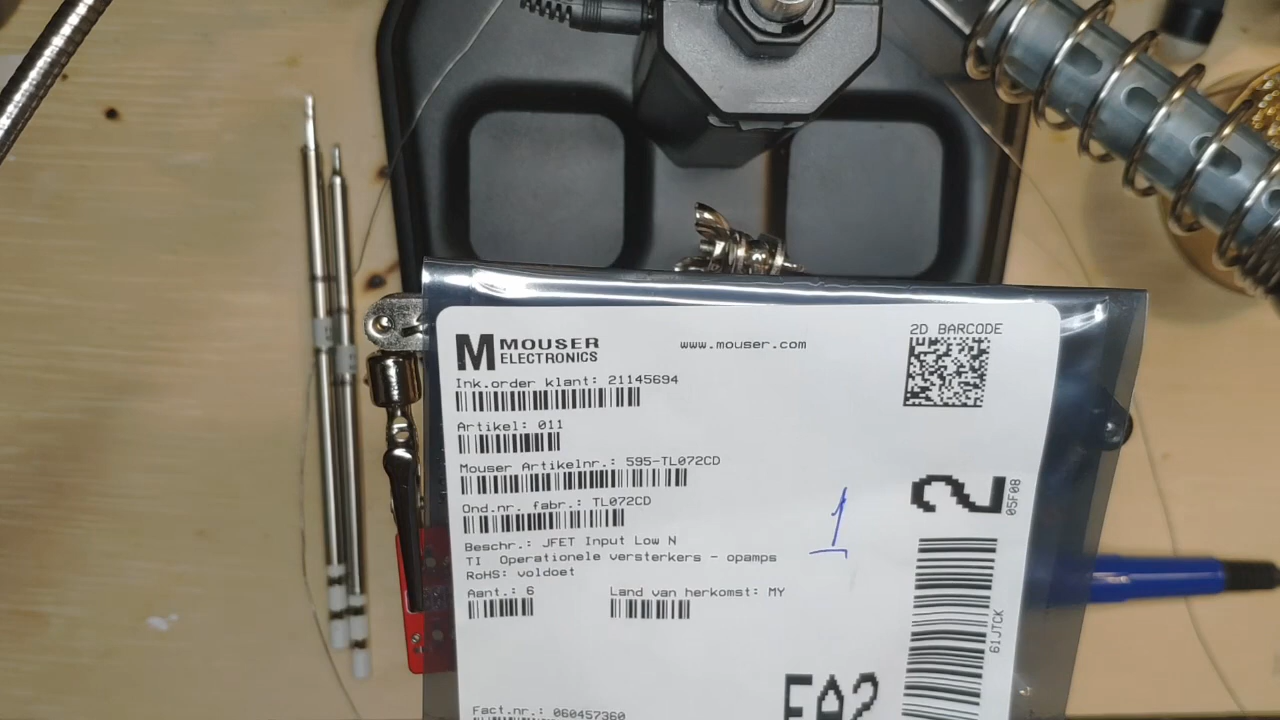 M MOUSER
ELECTRONICS
www.mouser.com
2D BARCODE
Ink.order klant: 21145694
Artikel: 011
Mouser Artikelnr.: 595-TL072CD
Ond.nr. fabr.: TL072CD
Beschr.: JFET Input Low N
TI Operationele versterkers - opamps
RoHS: voldoet
Aant.: 6
Land van herkomst: MY
Fact.nr.: 060457360
1
2
05F08
61JTCK
EA2